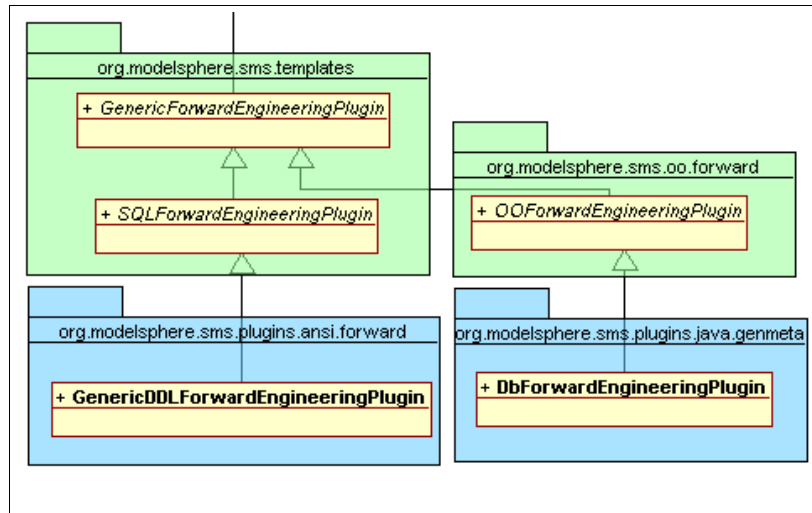 org.modelsphere.sms.templates
+ GenericForwardEngineeringPlugin
org.modelsphere.sms.oo.forward
+ SQLForwardEngineeringPlugin
+ OOForwardEngineeringPlugin
org.modelsphere.sms.plugins.ansi.forward
org.modelsphere.sms.plugins.java.genmeta
+ GenericDDLForwardEngineeringPlugin
+ DbForwardEngineeringPlugin